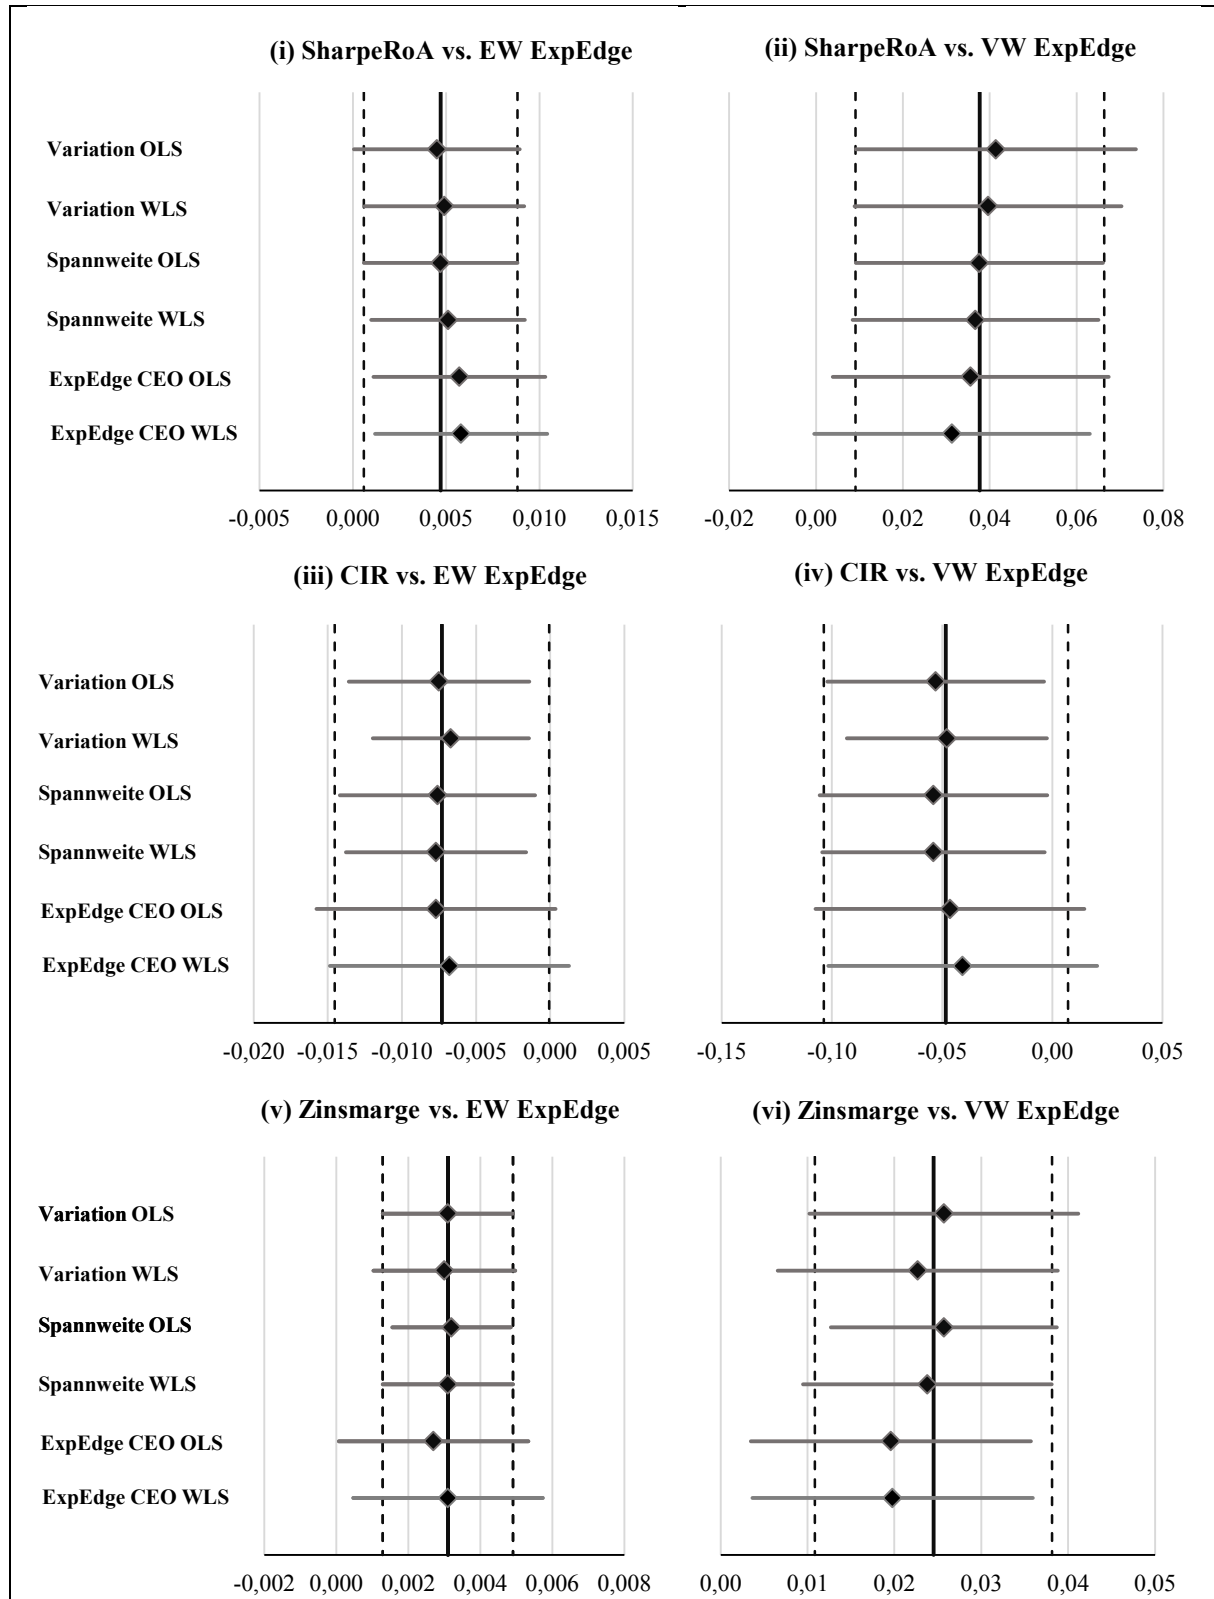 (i) SharpeRoA vs. EW ExpEdge
(ii) SharpeRoA vs. VW ExpEdge
Variation OLS
Variation WLS
Spannweite OLS
Spannweite WLS
ExpEdge CEO OLS
ExpEdge CEO WLS
-0,005 0,000 0,005 0,010 0,015
-0,02 0,00 0,02 0,04 0,06 0,08
(iii) CIR vs. EW ExpEdge
(iv) CIR vs. VW ExpEdge
Variation OLS
Variation WLS
Spannweite OLS
Spannweite WLS
ExpEdge CEO OLS
ExpEdge CEO WLS
-0,020 -0,015 -0,010 -0,005 0,000 0,005
-0,15 -0,10 -0,05 0,00 0,05
(v) Zinsmarge vs. EW ExpEdge
(vi) Zinsmarge vs. VW ExpEdge
Variation OLS
Variation WLS
Spannweite OLS
Spannweite WLS
ExpEdge CEO OLS
ExpEdge CEO WLS
-0,002 0,000 0,002 0,004 0,006 0,008
0,00 0,01 0,02 0,03 0,04 0,05